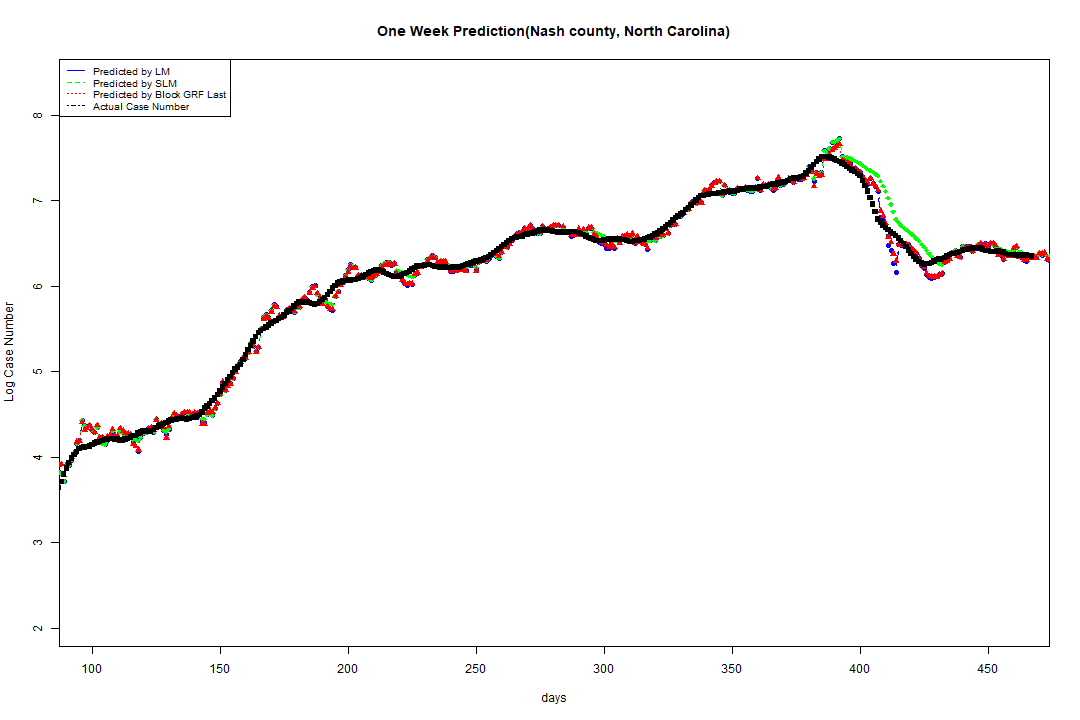 One Week Prediction(Nash county, North Carolina)
Predicted by LM
Predicted by SLM
Predicted by Block GRF Last
Actual Case Number
Log Case Number
8
7
6
5
4
3
2
100 150 200 250 300 350 400 450
days